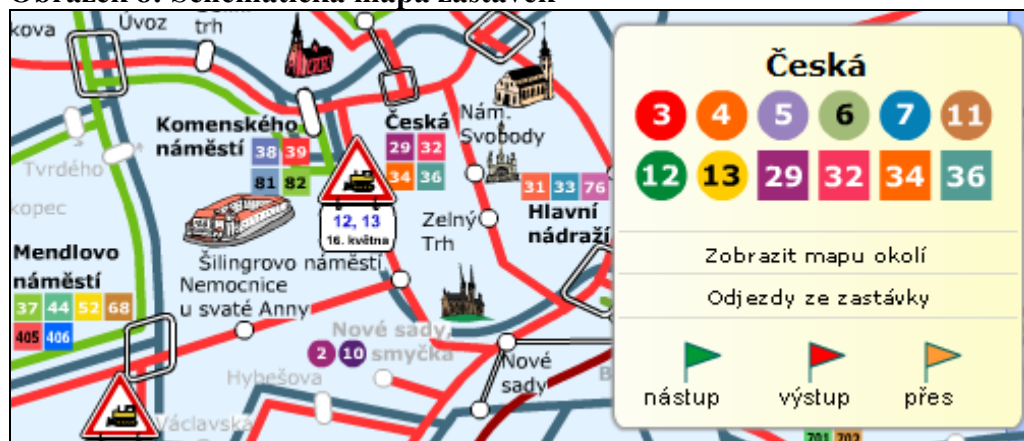 Obrázek 8: Schematická mapa zastávek
kova
Úvoz
trh
Komenského
náměstí
38 39
81 82
Česká
29 32
34 36
Nám.
Svobody
Tvrdého
kopec
12, 13
16. května
Zelný
Trh
31 33 76
Hlavní
nádraží
Mendlovo
náměstí
37 44 52 68
405 406
Šilingrovo náměstí
Nemocnice
u svaté Anny
Nové sady,
smyčka
2 10
Hybešova
Nové
sady
Václavská
Česká
3 4 5 6 7 11
12 13 29 32 34 36
Zobrazit mapu okolí
Odjezdy ze zastávky
nástup výstup přes
701 702